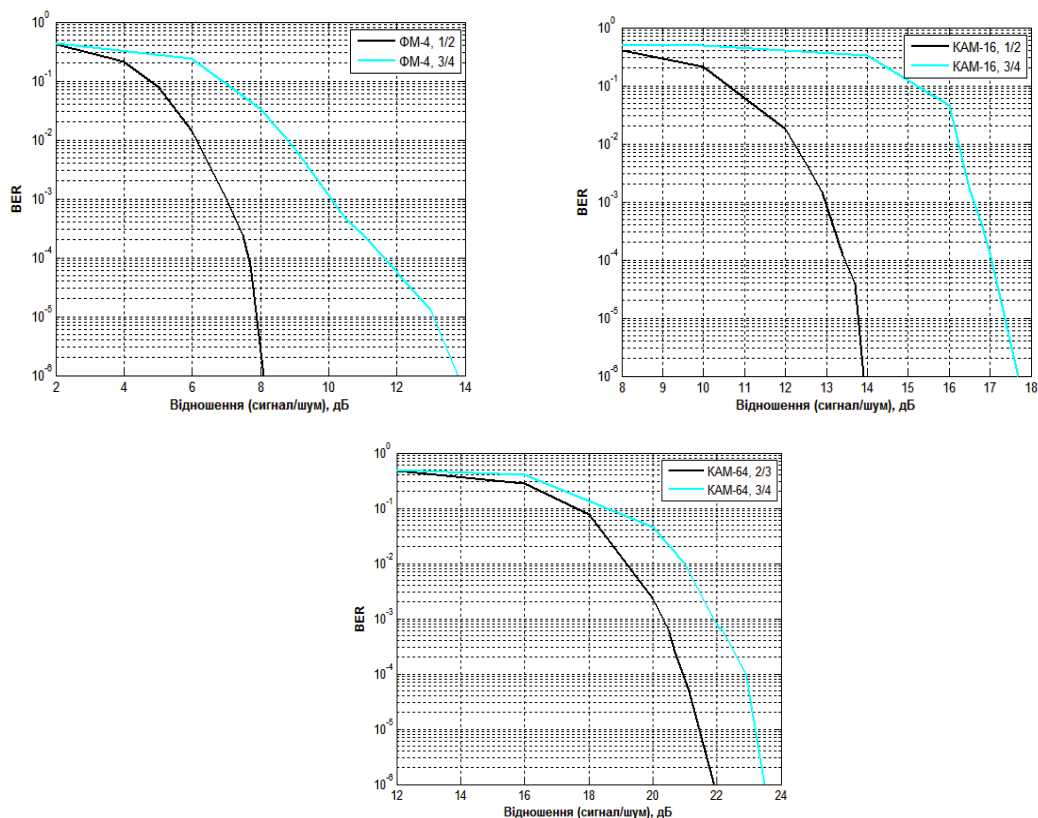 10^0
10^-1
10^-2
10^-3
10^-4
10^-5
10^-6
BER
2 4 6 8 10 12 14
Відношення (сигнал/шум), дБ
ФМ-4, 1/2
ФМ-4, 3/4
10^0
10^-1
10^-2
10^-3
10^-4
10^-5
10^-6
BER
8 9 10 11 12 13 14 15 16 17 18
Відношення (сигнал/шум), дБ
КАМ-16, 1/2
КАМ-16, 3/4
10^0
10^-1
10^-2
10^-3
10^-4
10^-5
10^-6
BER
12 14 16 18 20 22 24
Відношення (сигнал/шум), дБ
КАМ-64, 2/3
КАМ-64, 3/4